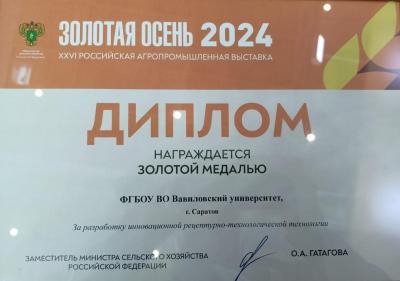 ЗОЛОТАЯ ОСЕНЬ 2024
XXVI РОССИЙСКАЯ АГРОПРОМЫШЛЕННАЯ ВЫСТАВКА
ДИПЛОМ
НАГРАЖДАЕТСЯ
ЗОЛОТОЙ МЕДАЛЬЮ
ФГБОУ ВО Вавиловский университет,
г. Саратов
За разработку инновационной рецептурно-технологической технологии
ЗАМЕСТИТЕЛЬ МИНИСТРА СЕЛЬСКОГО ХОЗЯЙСТВА
РОССИЙСКОЙ ФЕДЕРАЦИИ
О.А. ГАТАГОВА